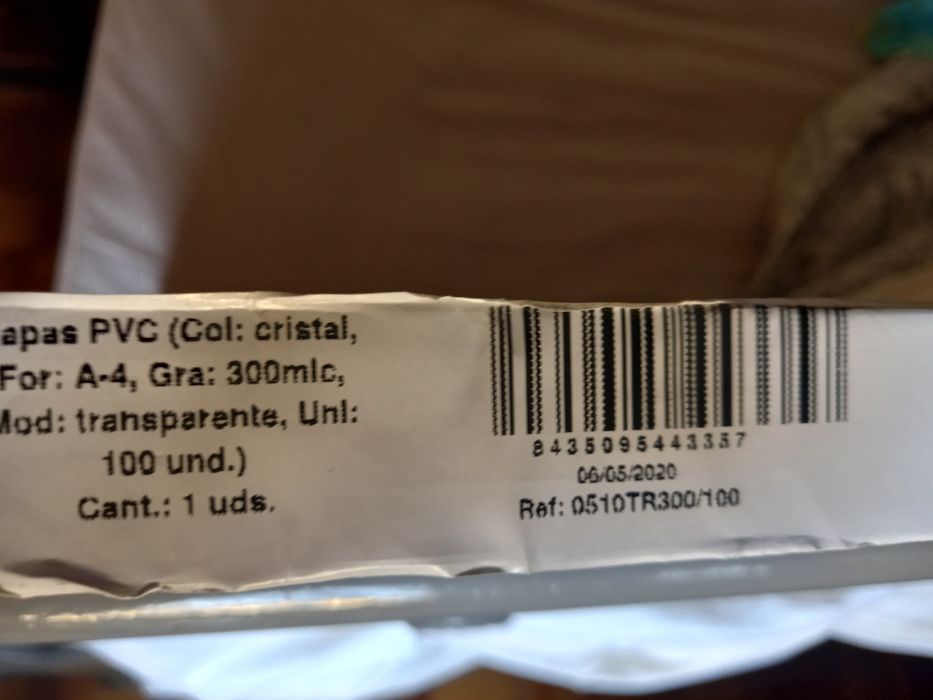 apas PVC (Col: cristal,
For: A-4, Gra: 300mic,
Mod: transparente, Uni:
100 und.)
Cant.: 1 uds.
8435095443357
06/05/2020
Ref: 0510TR300/100